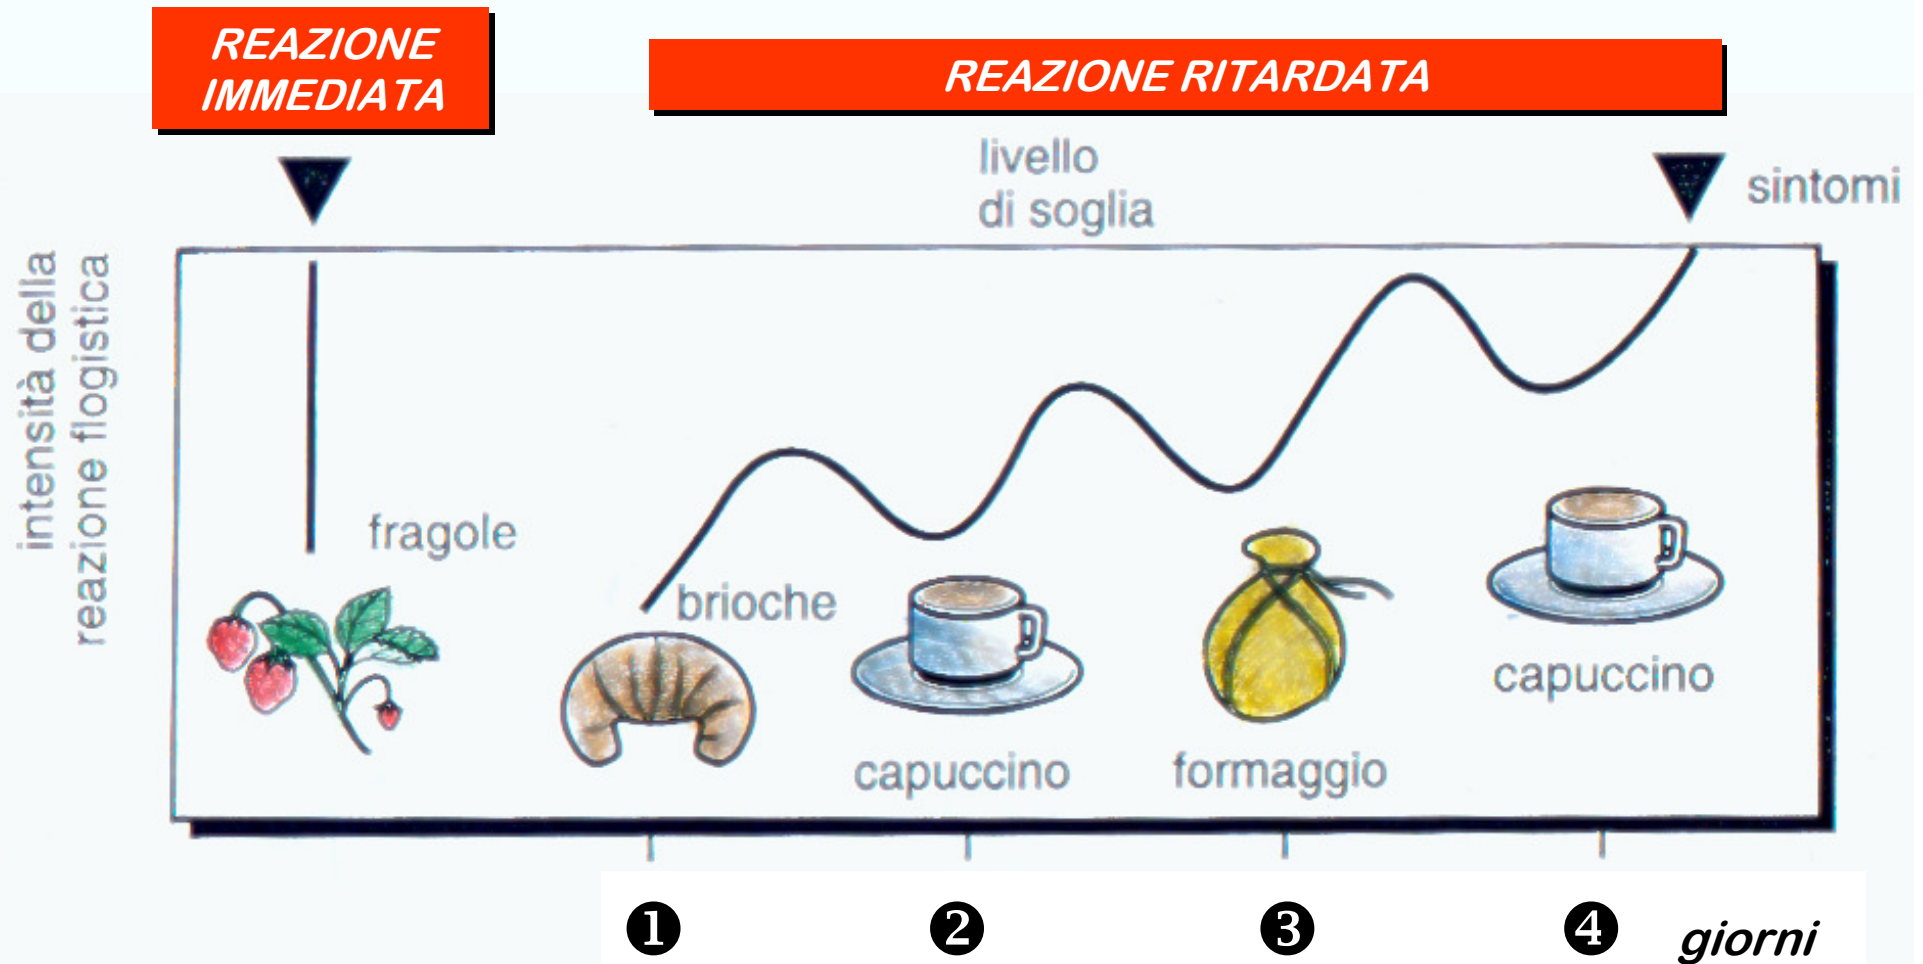 REAZIONE
IMMEDIATA
REAZIONE RITARDATA
livello
di soglia
sintomi
intensità della
reazione flogistica
fragole
brioche
capuccino
formaggio
capuccino
❶ ❷ ❸ ❹ giorni